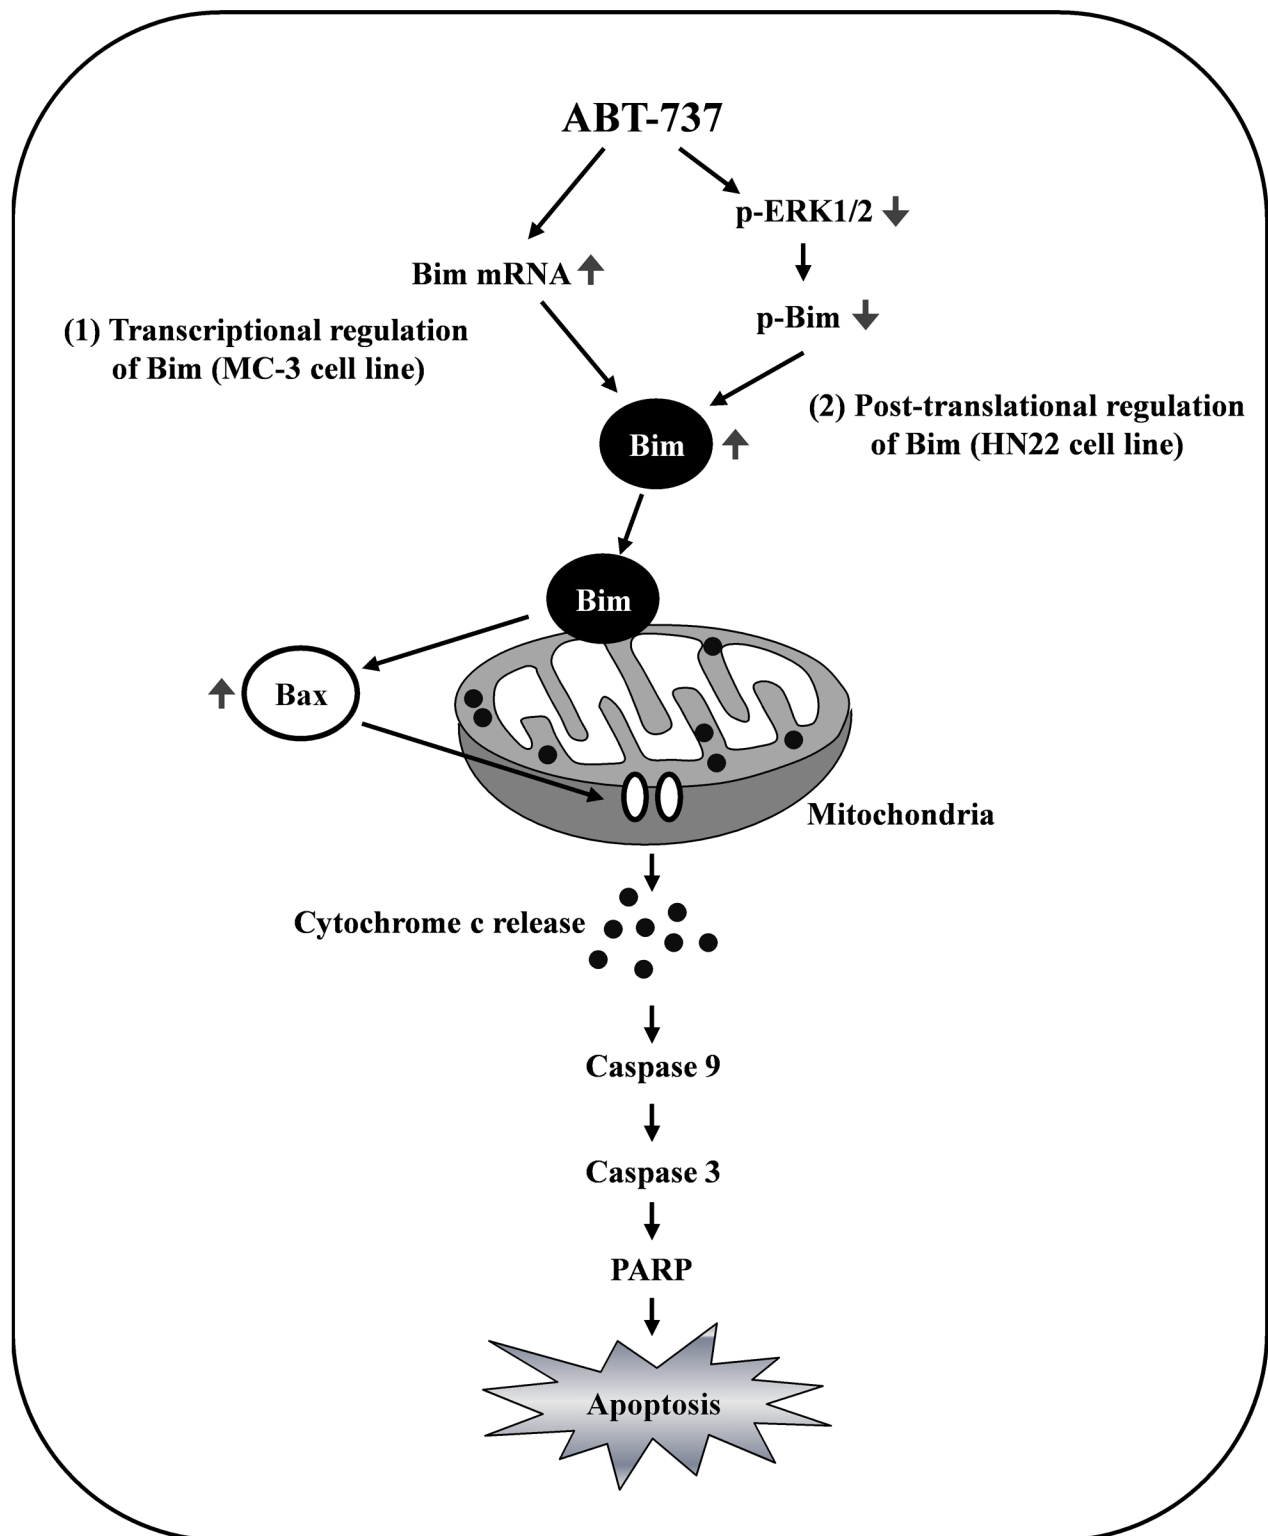 ABT-737
p-ERK1/2
Bim mRNA
p-Bim
(1) Transcriptional regulation
of Bim (MC-3 cell line)
(2) Post-translational regulation
of Bim (HN22 cell line)
Bim
Bim
Bax
Mitochondria
Cytochrome c release
Caspase 9
Caspase 3
PARP
Apoptosis